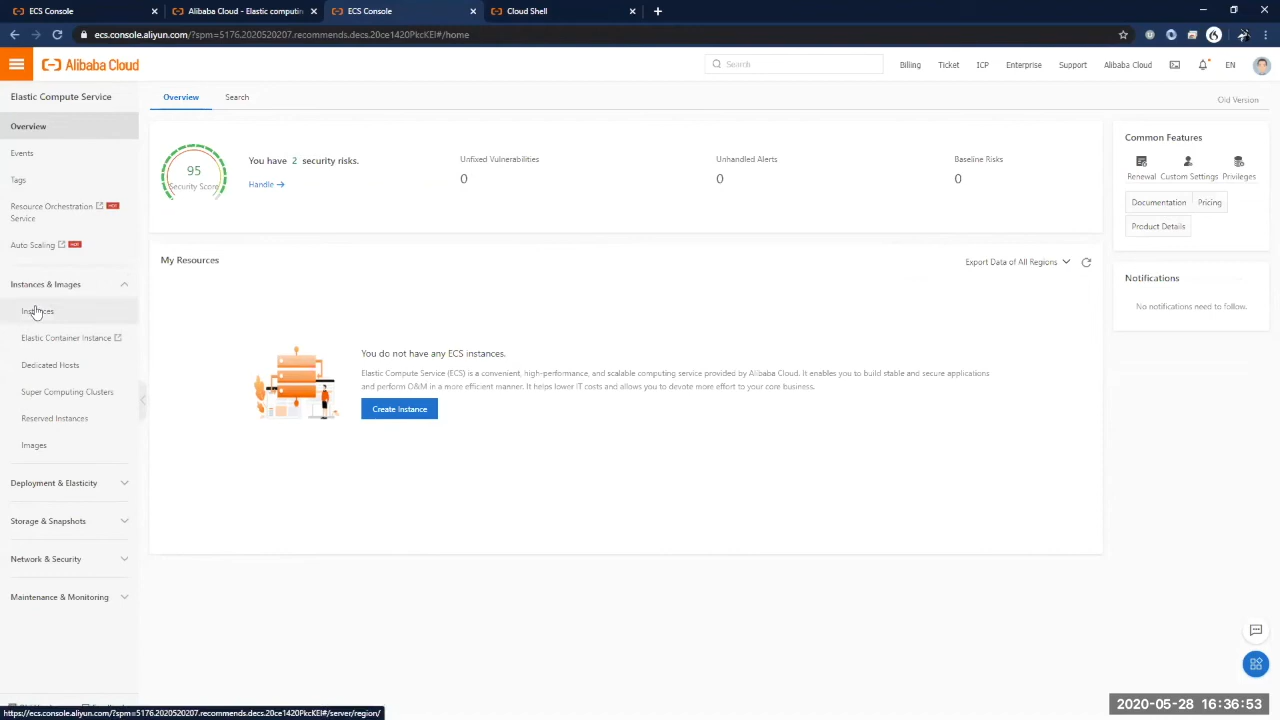 ECS Console
Alibaba Cloud - Elastic computin
ECS Console
Cloud Shell
ecs.console.aliyun.com/?spm=5176.2020520207.recommends.decs.20ce1420PkcKEI#/home
Alibaba Cloud
Search
Billing
Ticket
ICP
Enterprise
Support
Alibaba Cloud
EN
Elastic Compute Service
Overview
Events
Tags
Resource Orchestration
Service
Auto Scaling
Instances & Images
Instances
Elastic Container Instance
Dedicated Hosts
Super Computing Clusters
Reserved Instances
Images
Deployment & Elasticity
Storage & Snapshots
Network & Security
Maintenance & Monitoring
Overview
Search
Old Version
95
Security Score
You have 2 security risks.
Handle →
Unfixed Vulnerabilities
0
Unhandled Alerts
0
Baseline Risks
0
My Resources
Export Data of All Regions
You do not have any ECS instances.
Elastic Compute Service (ECS) is a convenient, high-performance, and scalable computing service provided by Alibaba Cloud. It enables you to build stable and secure applications
and perform O&M in a more efficient manner. It helps lower IT costs and allows you to devote more effort to your core business.
Create Instance
Common Features
Renewal
Custom Settings
Privileges
Documentation
Pricing
Product Details
Notifications
No notifications need to follow.
https://ecs.console.aliyun.com/?spm=5176.2020520207.recommends.decs.20ce1420PkcKEI#/server/region/
2020-05-28 16:36:53